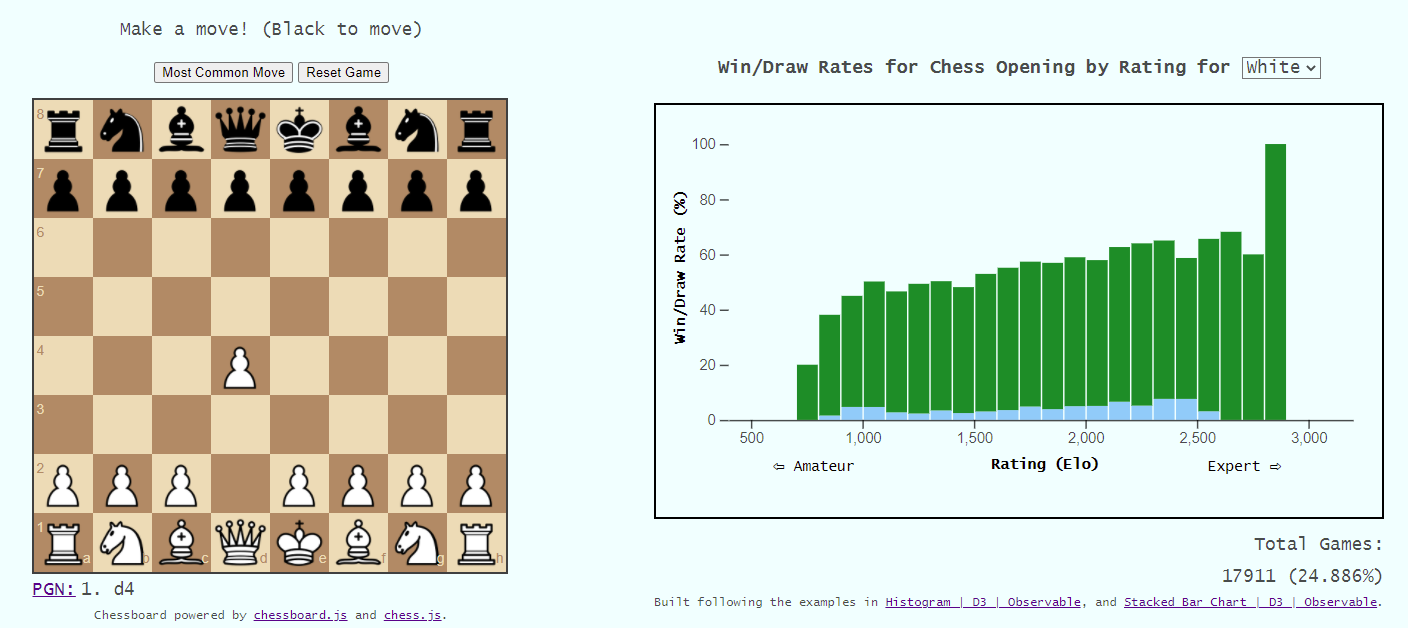 Make a move! (Black to move)
Most Common Move Reset Game
8
7
6
5
4
3
2
1
a b c d e f g h
PGN: 1. d4
Chessboard powered by chessboard.js and chess.js.
Win/Draw Rates for Chess Opening by Rating for White
Win/Draw Rate (%)
100
80
60
40
20
0
500 1,000 1,500 2,000 2,500 3,000
⇦ Amateur Rating (Elo) Expert ⇨
Total Games:
17911 (24.886%)
Built following the examples in Histogram | D3 | Observable, and Stacked Bar Chart | D3 | Observable.